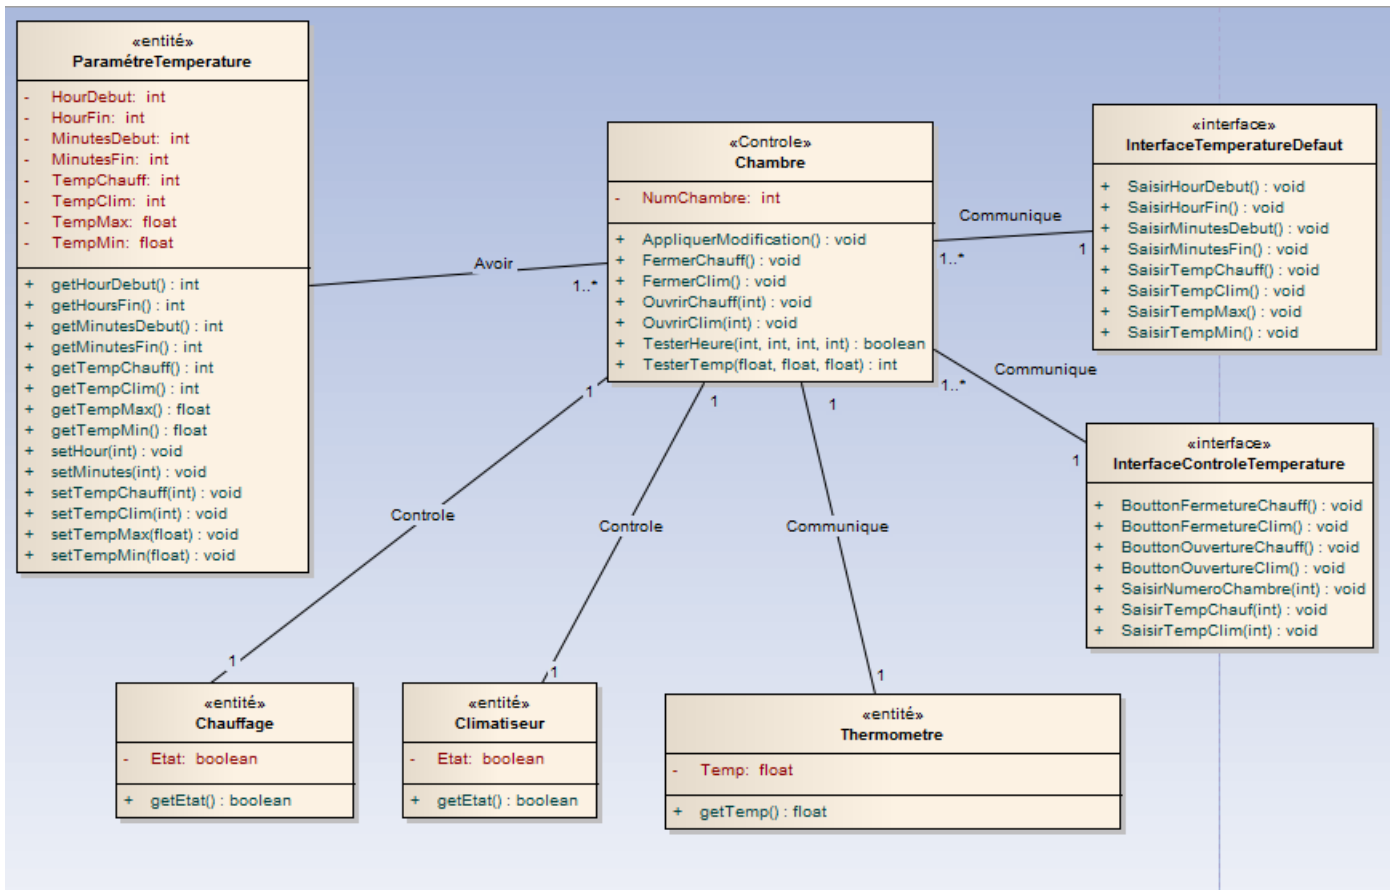 «entité»
ParamétreTemperature
- HourDebut: int
- HourFin: int
- MinutesDebut: int
- MinutesFin: int
- TempChauff: int
- TempClim: int
- TempMax: float
- TempMin: float
+ getHourDebut() : int
+ getHoursFin() : int
+ getMinutesDebut() : int
+ getMinutesFin() : int
+ getTempChauff() : int
+ getTempClim() : int
+ getTempMax() : float
+ getTempMin() : float
+ setHour(int) : void
+ setMinutes(int) : void
+ setTempChauff(int) : void
+ setTempClim(int) : void
+ setTempMax(float) : void
+ setTempMin(float) : void
Avoir
1..*
«Controle»
Chambre
- NumChambre: int
+ AppliquerModification() : void
+ FermerChauff() : void
+ FermerClim() : void
+ OuvrirChauff(int) : void
+ OuvrirClim(int) : void
+ TesterHeure(int, int, int, int) : boolean
+ TesterTemp(float, float, float) : int
Communique
1..*
1
«interface»
InterfaceTemperatureDefaut
+ SaisirHourDebut() : void
+ SaisirHourFin() : void
+ SaisirMinutesDebut() : void
+ SaisirMinutesFin() : void
+ SaisirTempChauff() : void
+ SaisirTempClim() : void
+ SaisirTempMax() : void
+ SaisirTempMin() : void
Communique
1..*
1
«interface»
InterfaceControleTemperature
+ BouttonFermetureChauff() : void
+ BouttonFermetureClim() : void
+ BouttonOuvertureChauff() : void
+ BouttonOuvertureClim() : void
+ SaisirNumeroChambre(int) : void
+ SaisirTempChauf(int) : void
+ SaisirTempClim(int) : void
1
Controle
1
1
Controle
1
1
Communique
1
«entité»
Chauffage
- Etat: boolean
+ getEtat() : boolean
«entité»
Climatiseur
- Etat: boolean
+ getEtat() : boolean
«entité»
Thermometre
- Temp: float
+ getTemp() : float